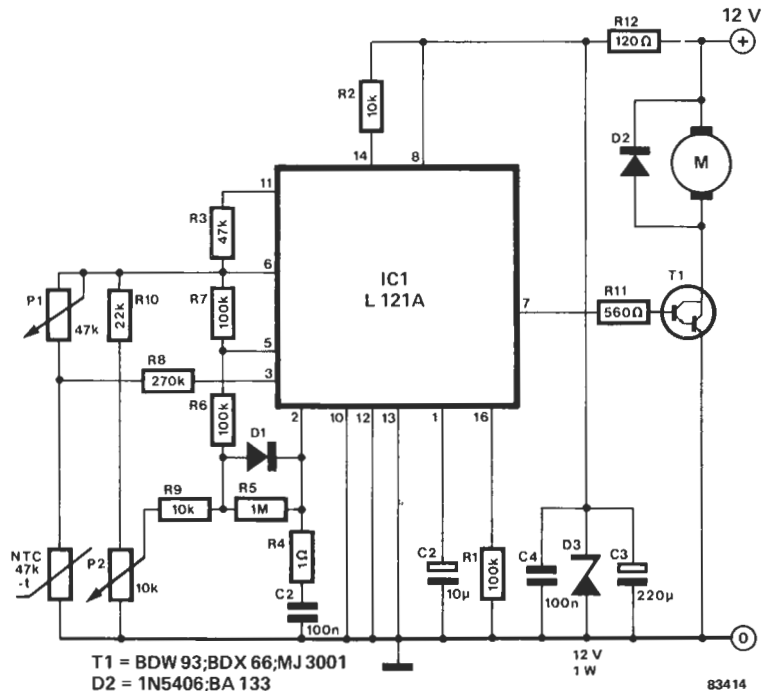 12 V
R12
120Ω
+
R2
10k
14
8
D2
M
11
R3
47k
6
IC1
L 121A
P1
47k
R10
22k
R7
100k
7
R11
560Ω
T1
5
R8
270k
3
R6
100k
2
10
12
13
1
16
D1
R9
10k
R5
1M
R4
1Ω
NTC
47k
-t
P2
10k
C2
100n
C2
10µ
R1
100k
C4
100n
D3
C3
220µ
0
12 V
1 W
T1 = BDW 93;BDX 66;MJ 3001
D2 = 1N5406;BA 133
83414